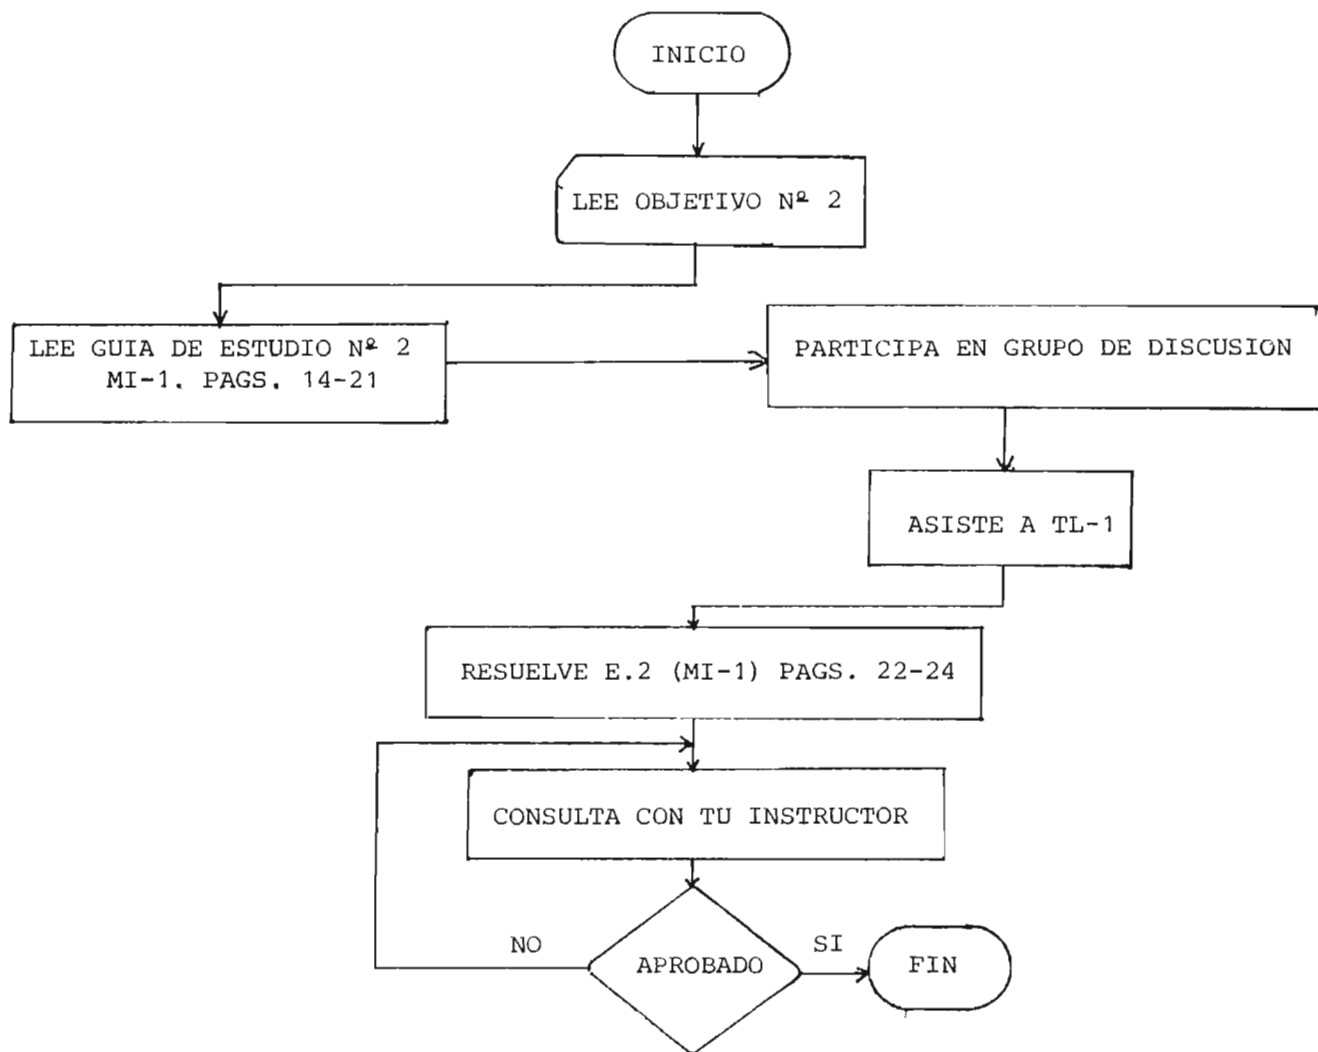 INICIO
LEE OBJETIVO Nº 2
LEE GUIA DE ESTUDIO Nº 2
MI-1. PAGS. 14-21
PARTICIPA EN GRUPO DE DISCUSION
ASISTE A TL-1
RESUELVE E.2 (MI-1) PAGS. 22-24
CONSULTA CON TU INSTRUCTOR
NO
APROBADO
SI
FIN